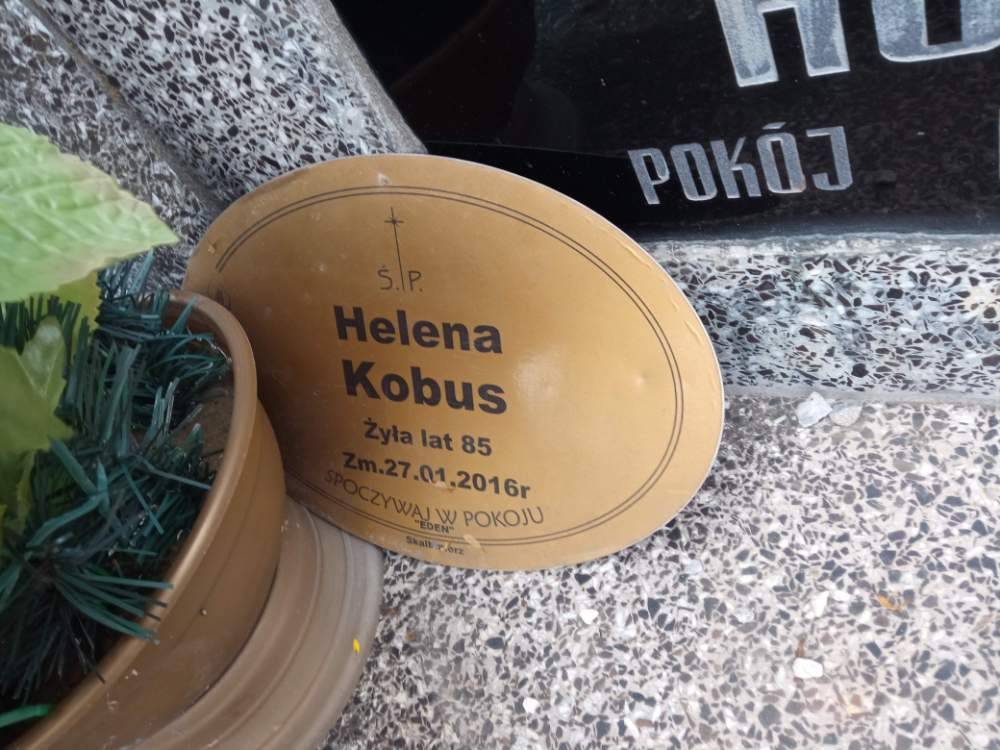 POKÓJ
Ś.P.
Helena
Kobus
Żyła lat 85
Zm.27.01.2016r
SPOCZYWAJ W POKOJU
"EDEN"